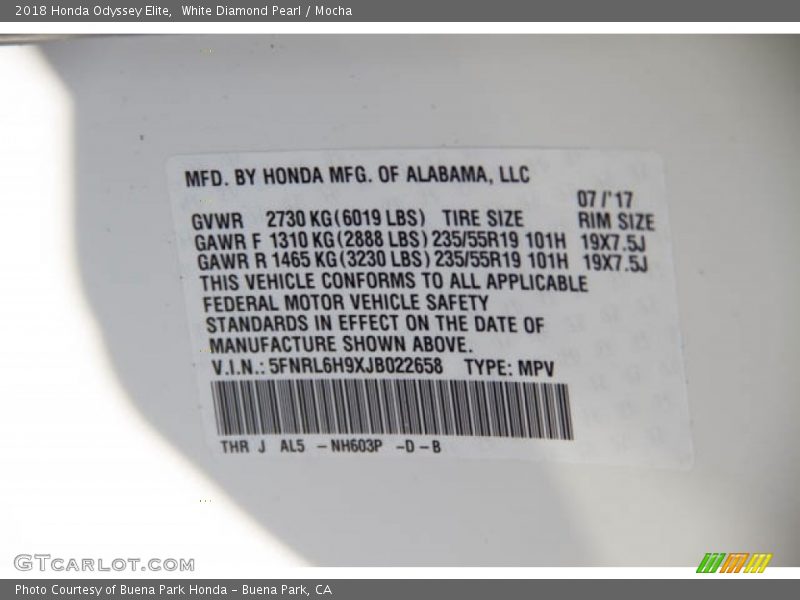 2018 Honda Odyssey Elite, White Diamond Pearl / Mocha
MFD. BY HONDA MFG. OF ALABAMA, LLC
07/'17
GVWR 2730 KG(6019 LBS) TIRE SIZE RIM SIZE
GAWR F 1310 KG(2888 LBS) 235/55R19 101H 19X7.5J
GAWR R 1465 KG(3230 LBS) 235/55R19 101H 19X7.5J
THIS VEHICLE CONFORMS TO ALL APPLICABLE
FEDERAL MOTOR VEHICLE SAFETY
STANDARDS IN EFFECT ON THE DATE OF
MANUFACTURE SHOWN ABOVE.
V.I.N.: 5FNRL6H9XJB022658 TYPE: MPV
THR J AL5 - NH603P -D-B
GTCARLOT.COM
Photo Courtesy of Buena Park Honda - Buena Park, CA